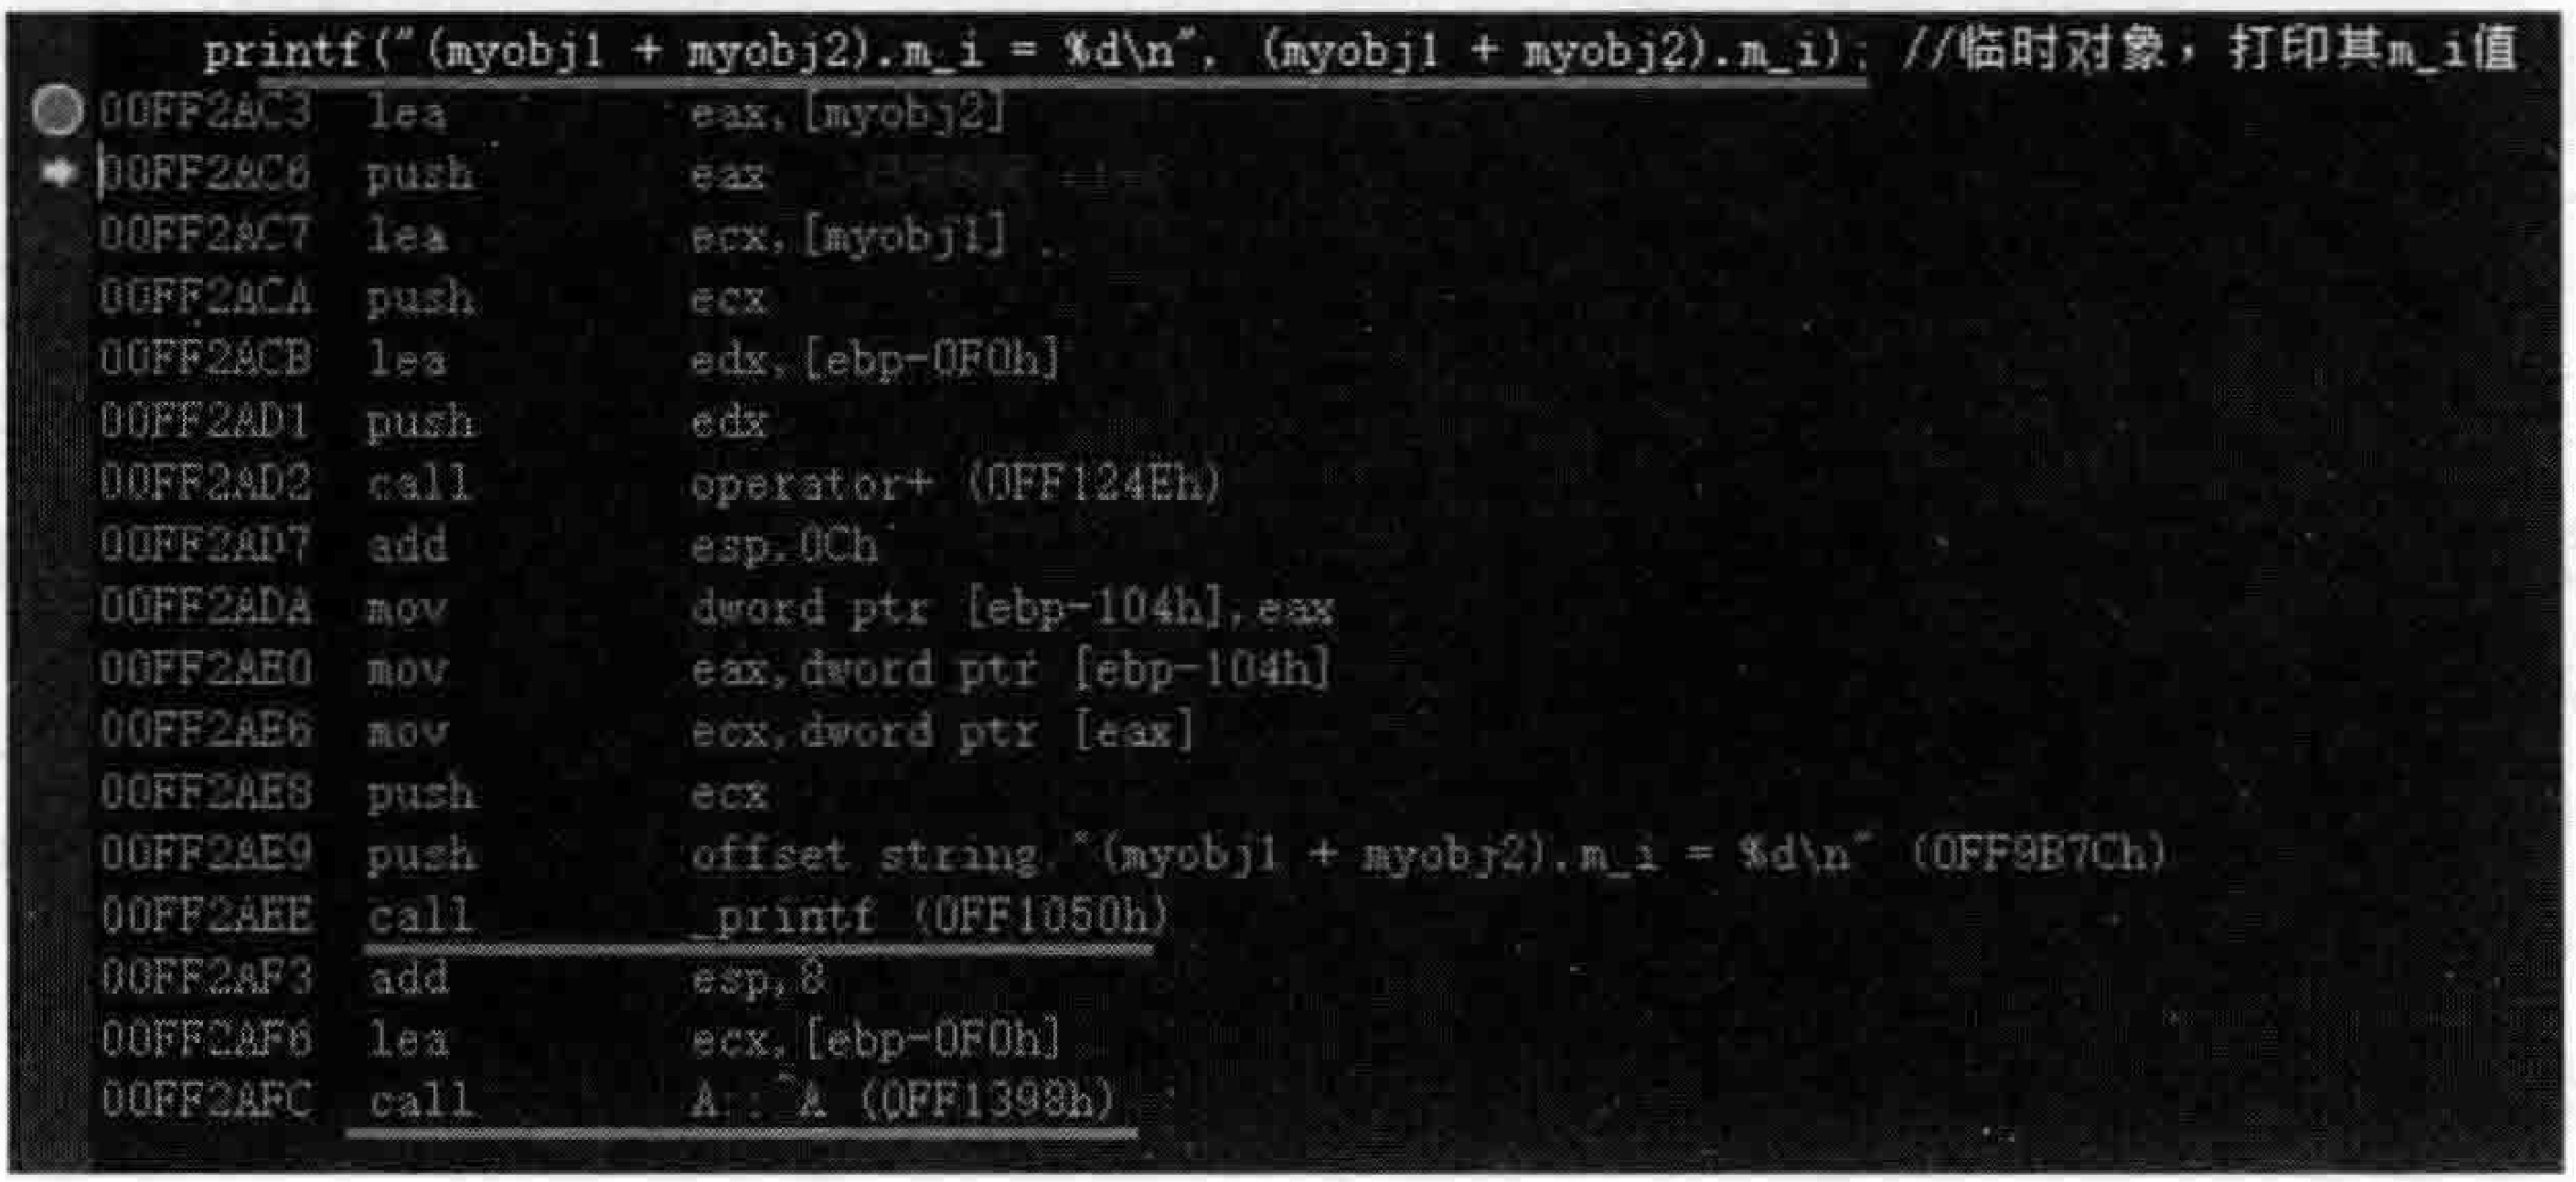 printf("(myobj1 + myobj2).m_i = %d\n", (myobj1 + myobj2).m_i); //临时对象，打印其m_i值
00FF2AC3 lea eax,[myobj2]
00FF2AC6 push eax
00FF2AC7 lea ecx,[myobj1]
00FF2ACA push ecx
00FF2ACB lea edx,[ebp-0F0h]
00FF2AD1 push edx
00FF2AD2 call operator+ (0FF124Eh)
00FF2AD7 add esp,0Ch
00FF2ADA mov dword ptr [ebp-104h],eax
00FF2AE0 mov eax,dword ptr [ebp-104h]
00FF2AE6 mov ecx,dword ptr [eax]
00FF2AE8 push ecx
00FF2AE9 push offset string "(myobj1 + myobj2).m_i = %d\n" (0FF9B7Ch)
00FF2AEE call _printf (0FF1050h)
00FF2AF3 add esp,8
00FF2AF6 lea ecx,[ebp-0F0h]
00FF2AFC call A::~A (0FF1398h)